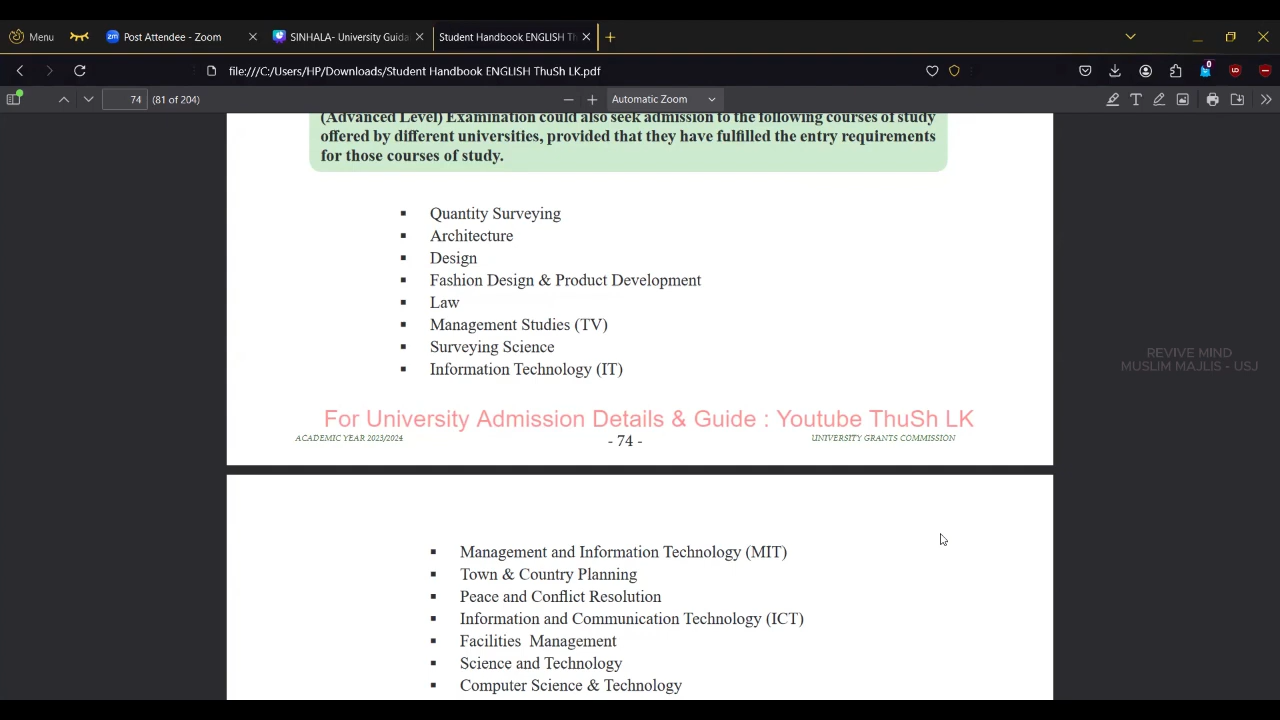 Menu
Post Attendee - Zoom
SINHALA- University Guida
Student Handbook ENGLISH Th
file:///C:/Users/HP/Downloads/Student Handbook ENGLISH ThuSh LK.pdf
0
74 (81 of 204)
Automatic Zoom
(Advanced Level) Examination could also seek admission to the following courses of study
offered by different universities, provided that they have fulfilled the entry requirements
for those courses of study.
▪ Quantity Surveying
▪ Architecture
▪ Design
▪ Fashion Design & Product Development
▪ Law
▪ Management Studies (TV)
▪ Surveying Science
▪ Information Technology (IT)
REVIVE MIND
MUSLIM MAJLIS - USJ
For University Admission Details & Guide : Youtube ThuSh LK
ACADEMIC YEAR 2023/2024
- 74 -
UNIVERSITY GRANTS COMMISSION
▪ Management and Information Technology (MIT)
▪ Town & Country Planning
▪ Peace and Conflict Resolution
▪ Information and Communication Technology (ICT)
▪ Facilities Management
▪ Science and Technology
▪ Computer Science & Technology